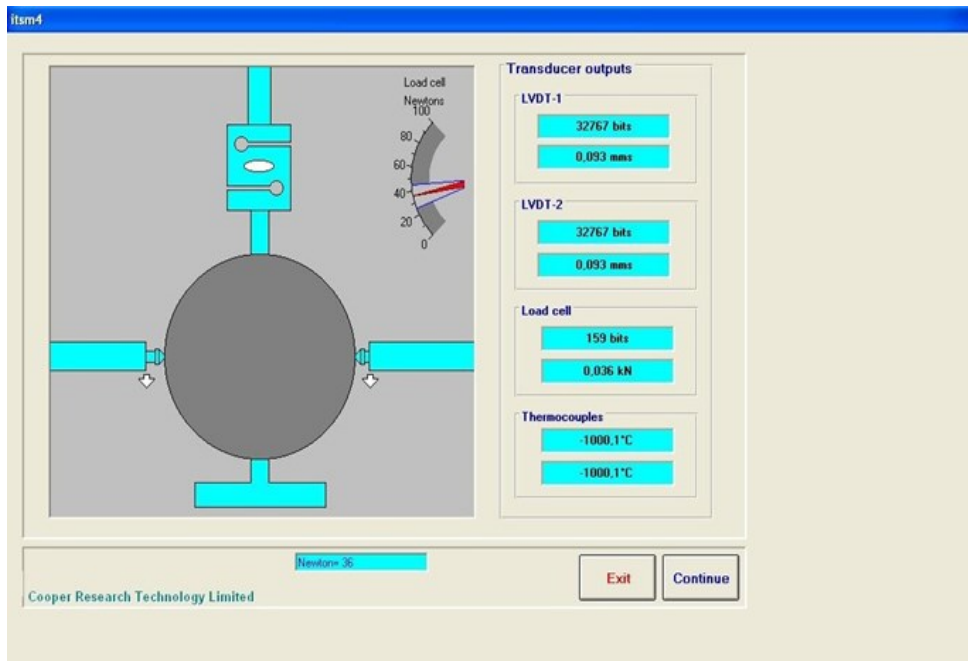 itsm4
Load cell
Newtons
100
80
60
40
20
0
Transducer outputs
LVDT-1
32767 bits
0,093 mms
LVDT-2
32767 bits
0,093 mms
Load cell
159 bits
0,036 kN
Thermocouples
-1000,1°C
-1000,1°C
Newton= 36
Exit
Continue
Cooper Research Technology Limited